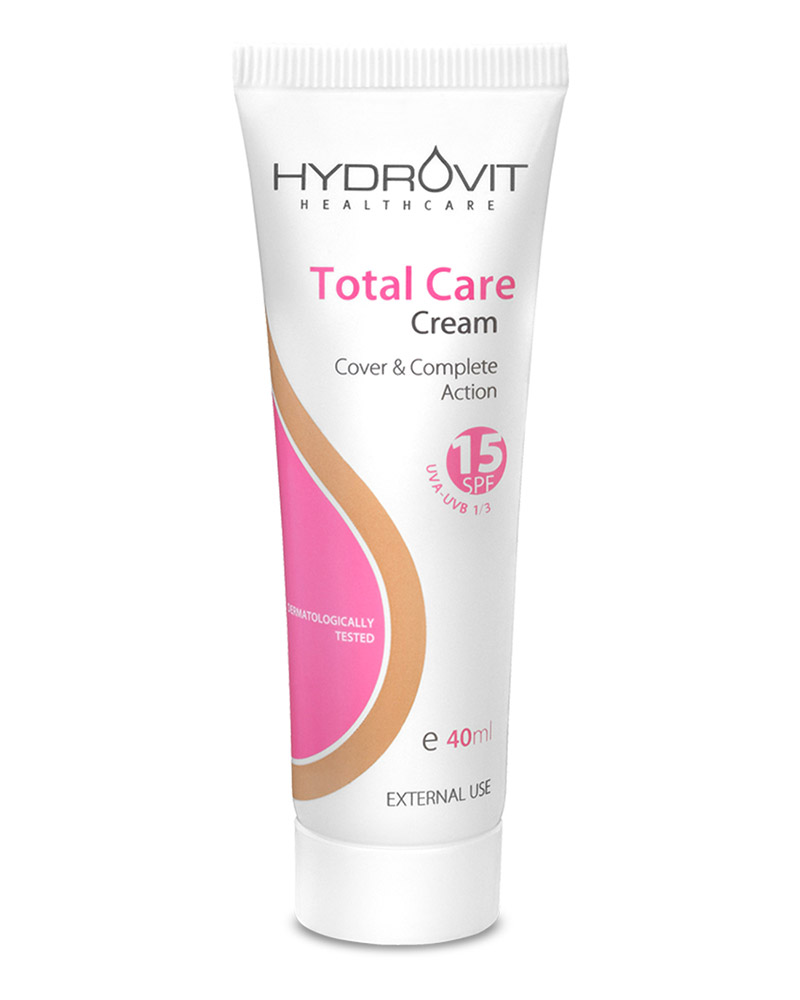 HYDROVIT
HEALTHCARE
Total Care
Cream
Cover & Complete
Action
15
SPF
UVA-UVB 1/3
DERMATOLOGICALLY
TESTED
e 40ml
EXTERNAL USE